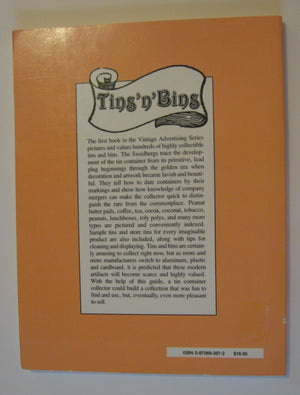 Tins 'n' Bins
The first book in the Vintage Advertising Series
pictures and values hundreds of highly collectible
tins and bins. The Swedbergs trace the develop-
ment of the tin container from its primitive, lead
plug beginnings through the golden era when
decoration and artwork became lavish and beauti-
ful. They tell how to date containers by their
markings and show how knowledge of company
mergers can make the collector quick to distin-
guish the rare from the commonplace. Peanut
butter pails, coffee, tea, cocoa, coconut, tobacco,
peanuts, lunchboxes, roly polys, and many more
types are pictured and conveniently indexed.
Sample tins and store tins for every imaginable
product are also included, along with tips for
cleaning and displaying. Tins and bins are certain-
ly amusing to collect right now, but as more and
more manufacturers switch to aluminum, plastic
and cardboard, it is predicted that these modern
artifacts will become scarce and highly valued.
With the help of this guide, a tin container
collector could build a collection that was fun to
find and use, but, eventually, even more pleasant
to sell.
ISBN 0-87069-397-2 $16.95